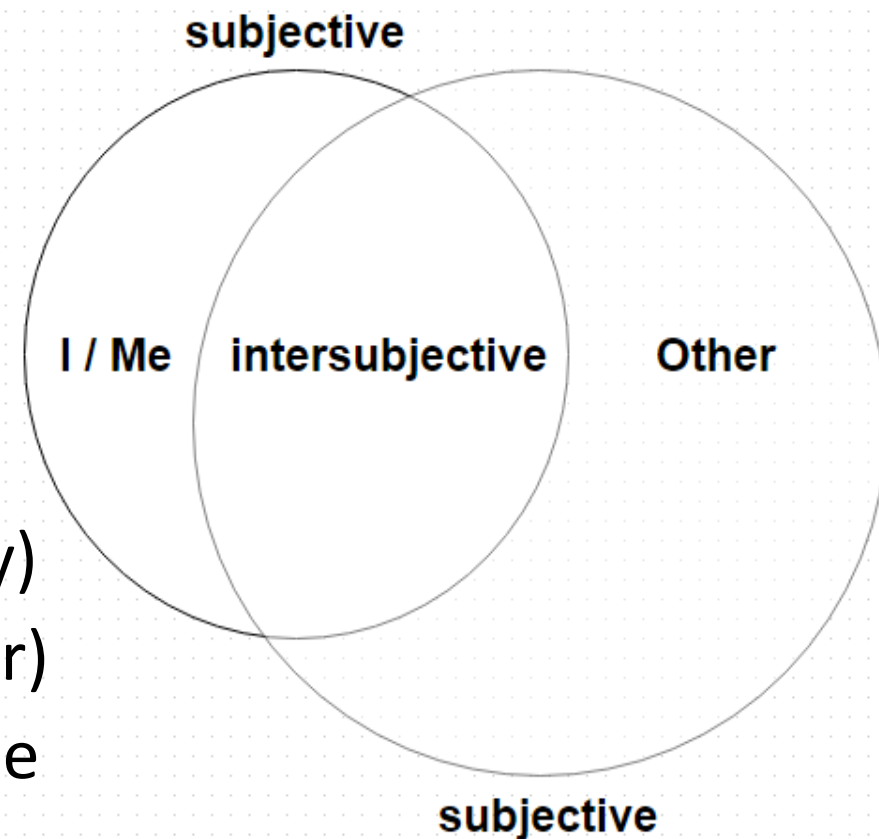 subjective
I / Me intersubjective Other
y)
r)
e
subjective